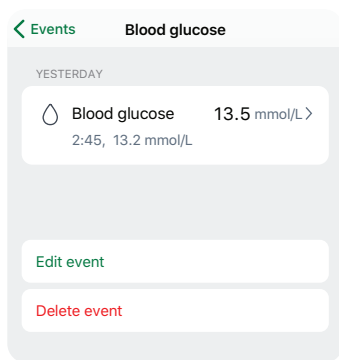 Events Blood glucose
YESTERDAY
Blood glucose 13.5 mmol/L
2:45, 13.2 mmol/L
Edit event
Delete event